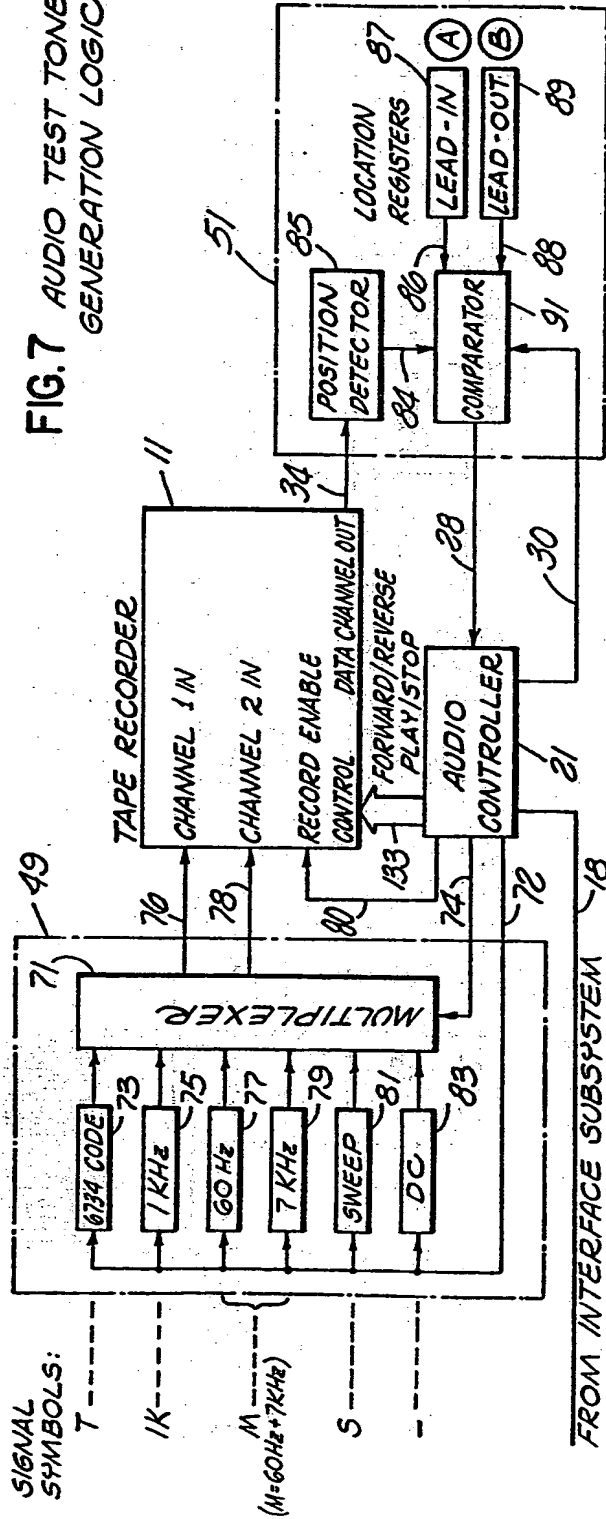 FIG. 7 AUDIO TEST TONE
GENERATION LOGIC
SIGNAL
SYMBOLS:
T
1K
M
(M=60Hz+7KHz)
S
-
49
71
6734 CODE
73
1 KHz
75
60 Hz
77
7 KHz
79
SWEEP
81
DC
83
MULTIPLEXER
76
78
80
74
72
133
18
FROM INTERFACE SUBSYSTEM
TAPE RECORDER
11
CHANNEL 1 IN
CHANNEL 2 IN
RECORD ENABLE
CONTROL DATA CHANNEL OUT
FORWARD/REVERSE
PLAY/STOP
AUDIO
CONTROLLER
21
34
28
30
51
POSITION
DETECTOR
85
84
COMPARATOR
91
LOCATION
REGISTERS
86
LEAD-IN
87
A
88
LEAD-OUT
89
B